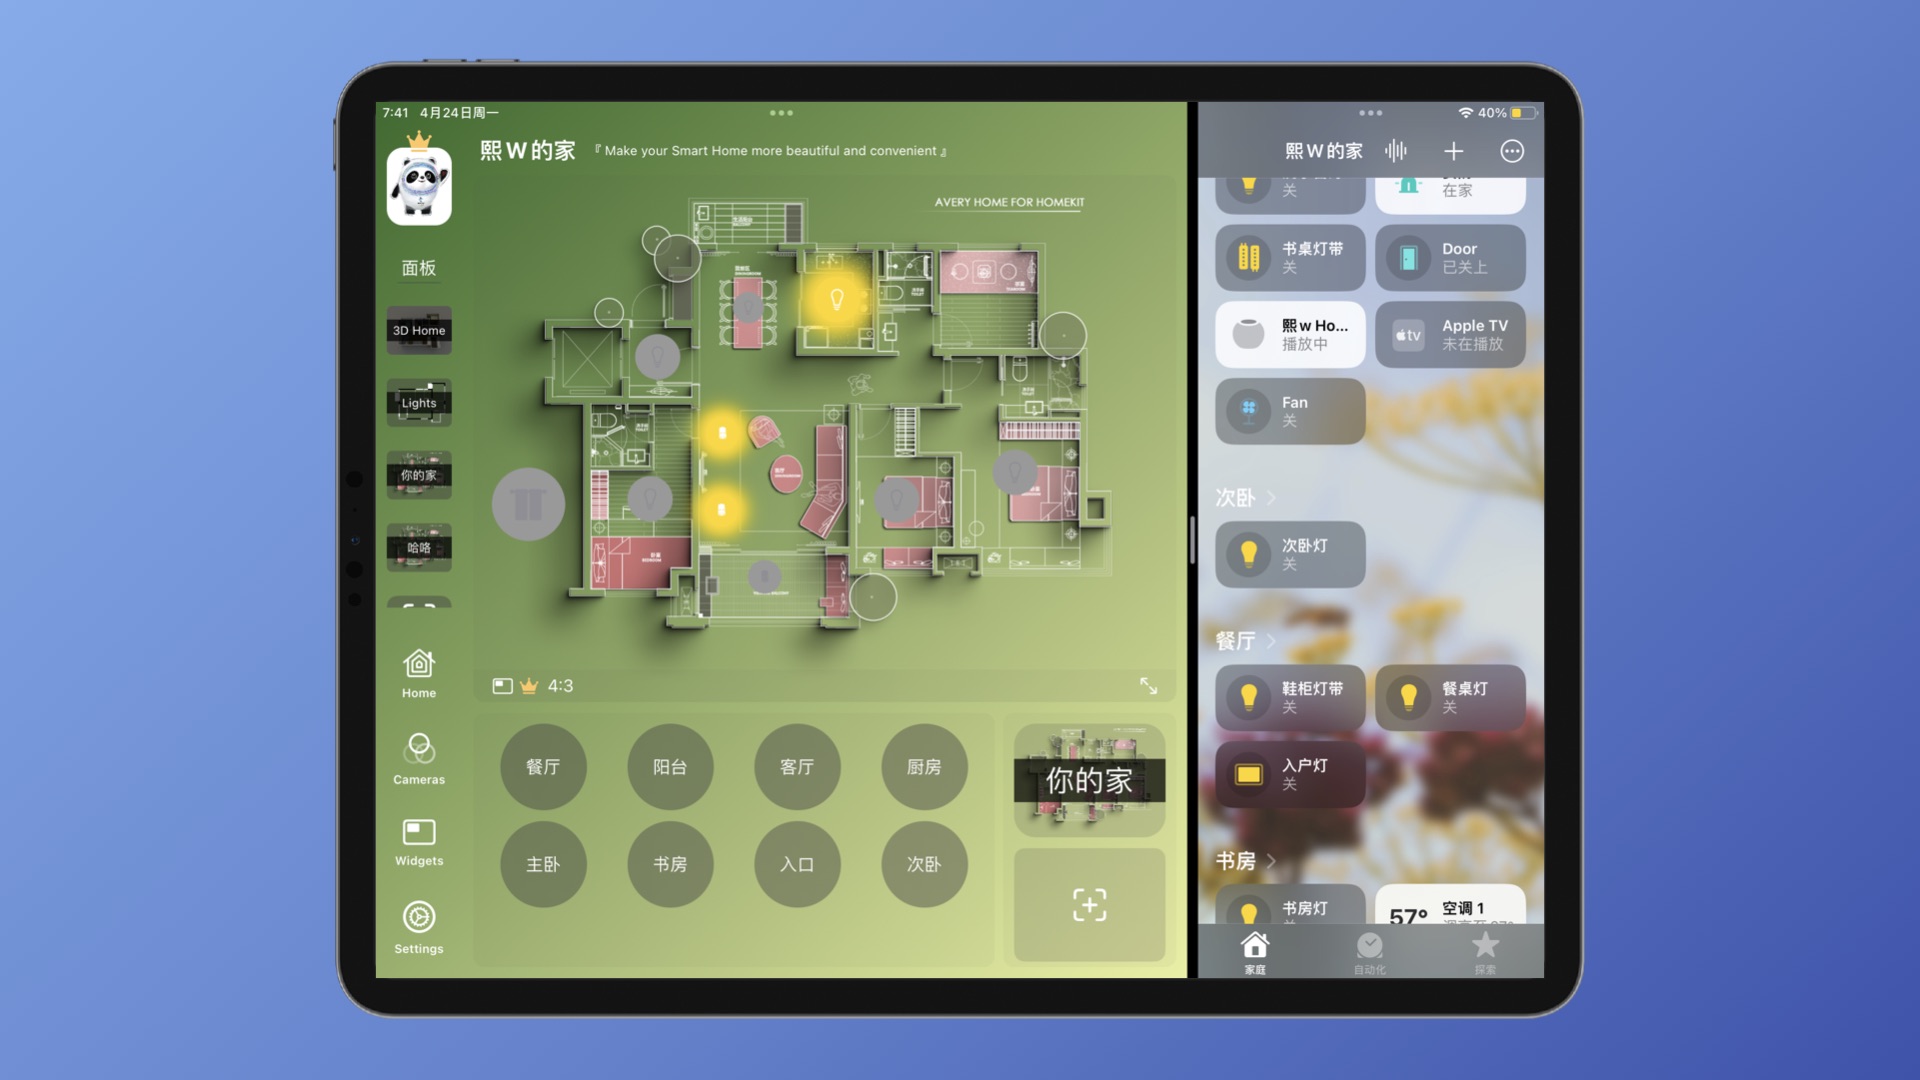 7:41 4月24日周一
熙W的家
『 Make your Smart Home more beautiful and convenient 』
面板
3D Home
Lights
你的家
哈咯
Home
Cameras
Widgets
Settings
AVERY HOME FOR HOMEKIT
4:3
餐厅
阳台
客厅
厨房
主卧
书房
入口
次卧
你的家
40%
熙W的家
关
在家
书桌灯带
关
Door
已关上
熙w Ho...
播放中
Apple TV
未在播放
tv
Fan
关
次卧
次卧灯
关
餐厅
鞋柜灯带
关
餐桌灯
关
入户灯
关
书房
书房灯
57°
空调 1
家庭
自动化
探索